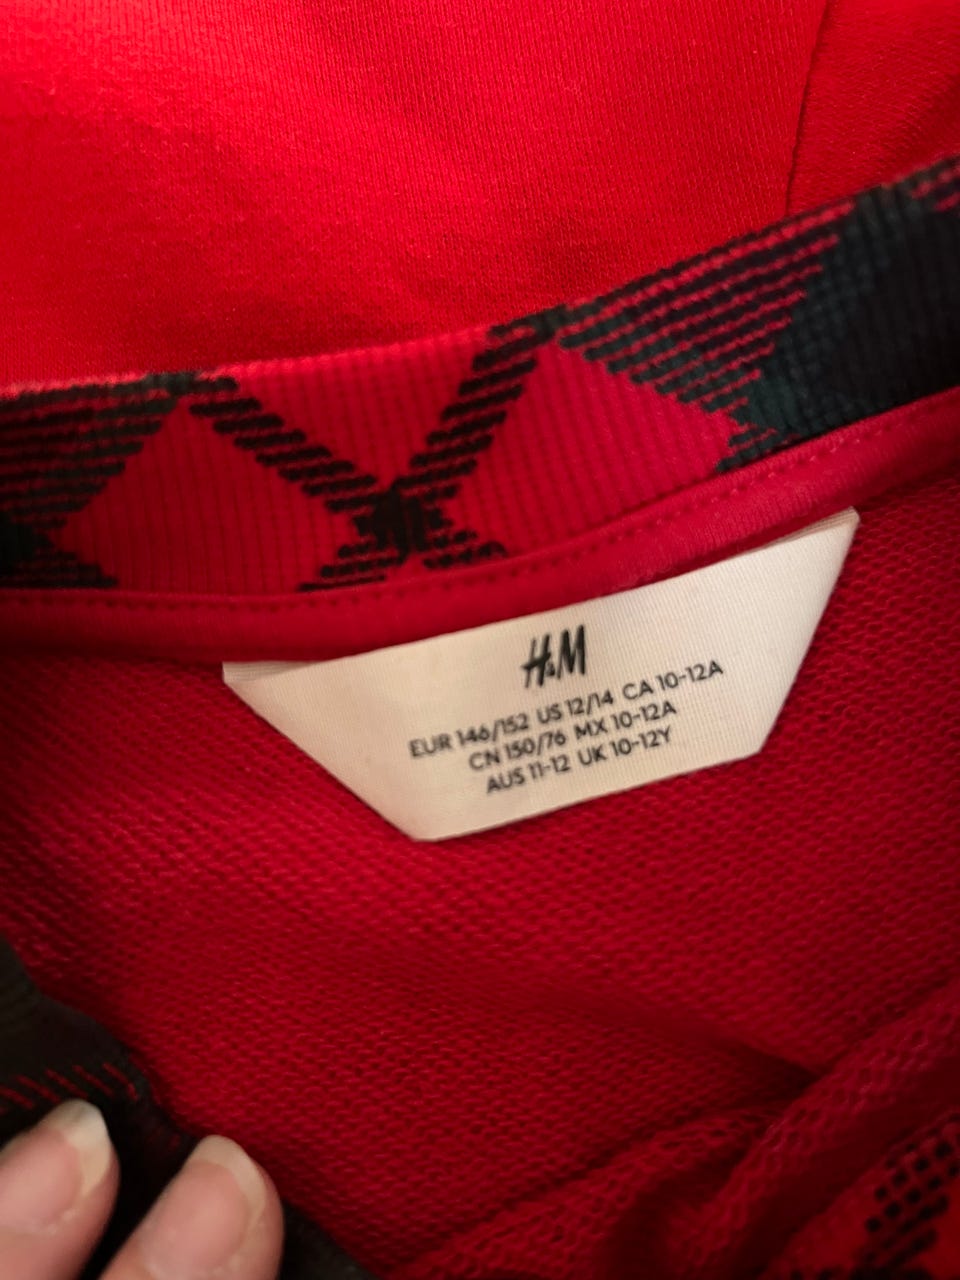 H&M
EUR 146/152 US 12/14 CA 10-12A
CN 150/76 MX 10-12A
AUS 11-12 UK 10-12Y